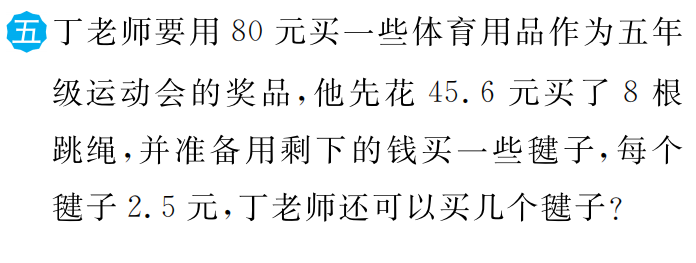 五 丁老师要用 80 元买一些体育用品作为五年
级运动会的奖品,他先花 45.6 元买了 8 根
跳绳,并准备用剩下的钱买一些毽子,每个
毽子 2.5 元,丁老师还可以买几个毽子?